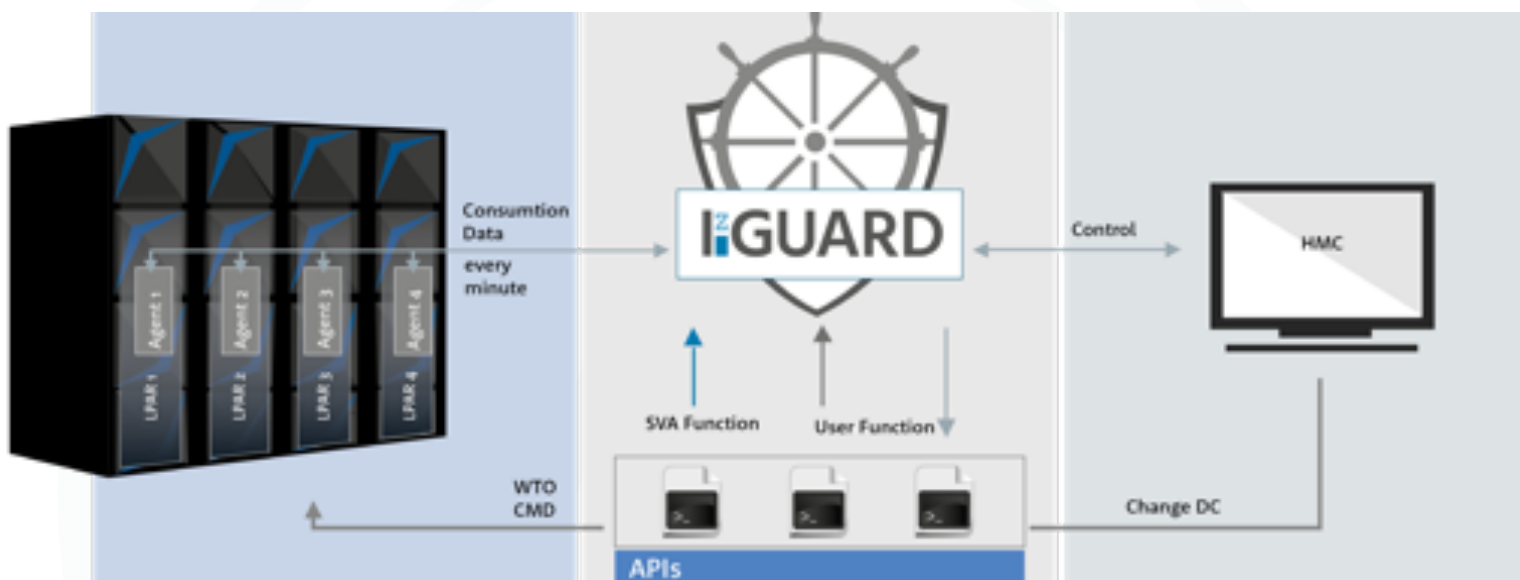 Consumtion
Data
every
minute
Agent 1
Agent 2
Agent 3
Agent 4
LPAR 1
LPAR 2
LPAR 3
LPAR 4
GUARD
Control
HMC
SVA Function
User Function
WTO
CMD
Change DC
>_
>_
>_
APIs